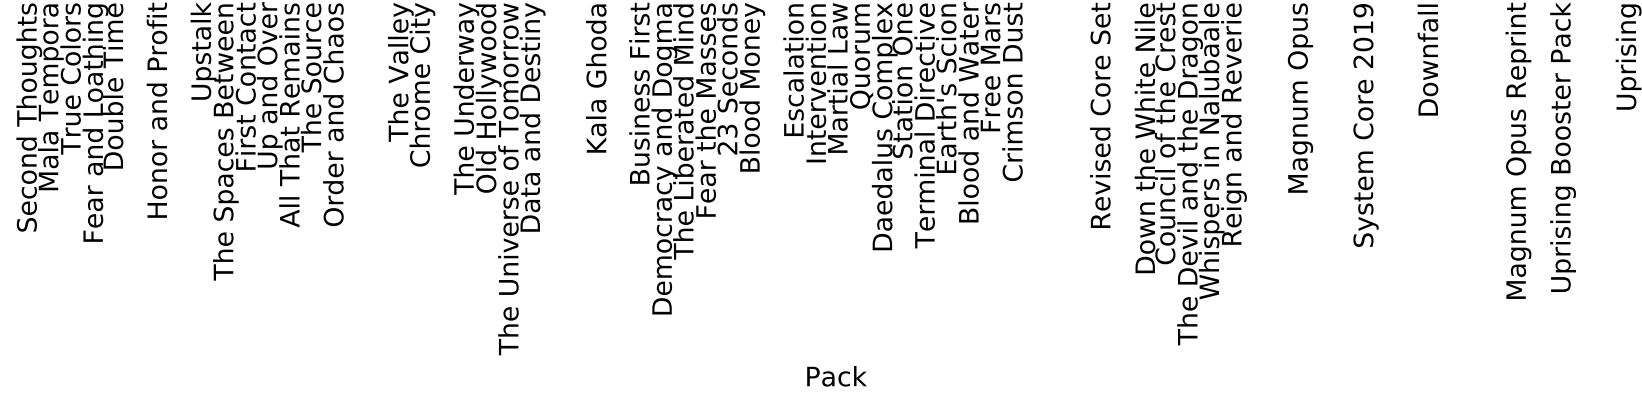 Second Thoughts
Mala Tempora
True Colors
Fear and Loathing
Double Time
Honor and Profit
Upstalk
The Spaces Between
First Contact
Up and Over
All That Remains
The Source
Order and Chaos
The Valley
Chrome City
The Underway
Old Hollywood
The Universe of Tomorrow
Data and Destiny
Kala Ghoda
Business First
Democracy and Dogma
The Liberated Mind
Fear the Masses
23 Seconds
Blood Money
Escalation
Intervention
Martial Law
Quorum
Daedalus Complex
Station One
Terminal Directive
Earth's Scion
Blood and Water
Free Mars
Crimson Dust
Revised Core Set
Down the White Nile
Council of the Crest
The Devil and the Dragon
Whispers in Nalubaale
Reign and Reverie
Magnum Opus
System Core 2019
Downfall
Magnum Opus Reprint
Uprising Booster Pack
Uprising
Pack